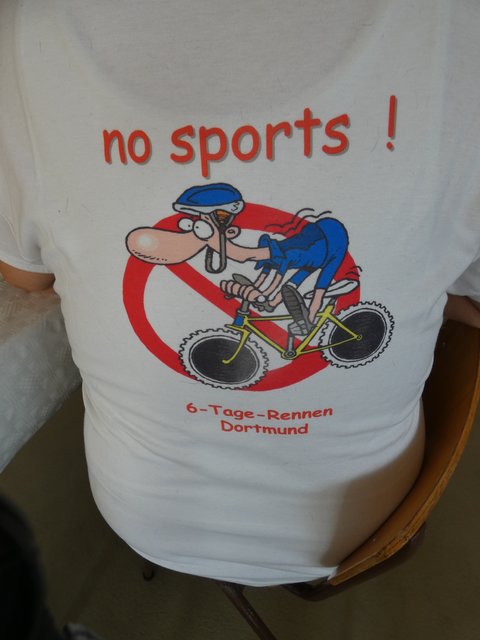 no sports !
6-Tage-Rennen
Dortmund